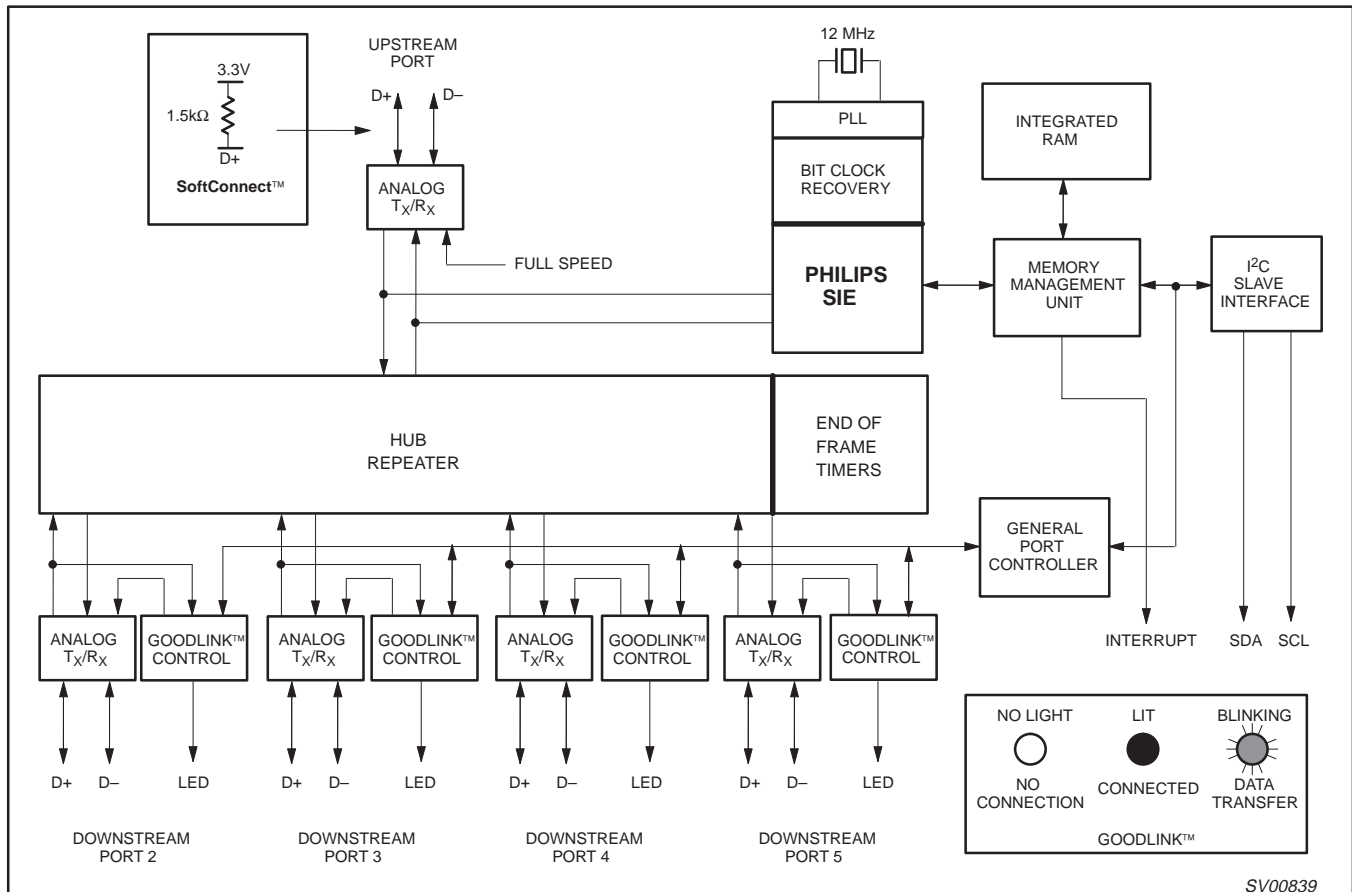 3.3V
1.5kΩ
D+
SoftConnect™
UPSTREAM
PORT
D+ D–
ANALOG
TX/RX
FULL SPEED
12 MHz
PLL
BIT CLOCK
RECOVERY
PHILIPS
SIE
INTEGRATED
RAM
MEMORY
MANAGEMENT
UNIT
I2C
SLAVE
INTERFACE
HUB
REPEATER
END OF
FRAME
TIMERS
GENERAL
PORT
CONTROLLER
INTERRUPT SDA SCL
ANALOG
TX/RX
GOODLINK™
CONTROL
ANALOG
TX/RX
GOODLINK™
CONTROL
ANALOG
TX/RX
GOODLINK™
CONTROL
ANALOG
TX/RX
GOODLINK™
CONTROL
D+ D– LED
D+ D– LED
D+ D– LED
D+ D– LED
DOWNSTREAM
PORT 2
DOWNSTREAM
PORT 3
DOWNSTREAM
PORT 4
DOWNSTREAM
PORT 5
NO LIGHT
NO
CONNECTION
LIT
CONNECTED
BLINKING
DATA
TRANSFER
GOODLINK™
SV00839